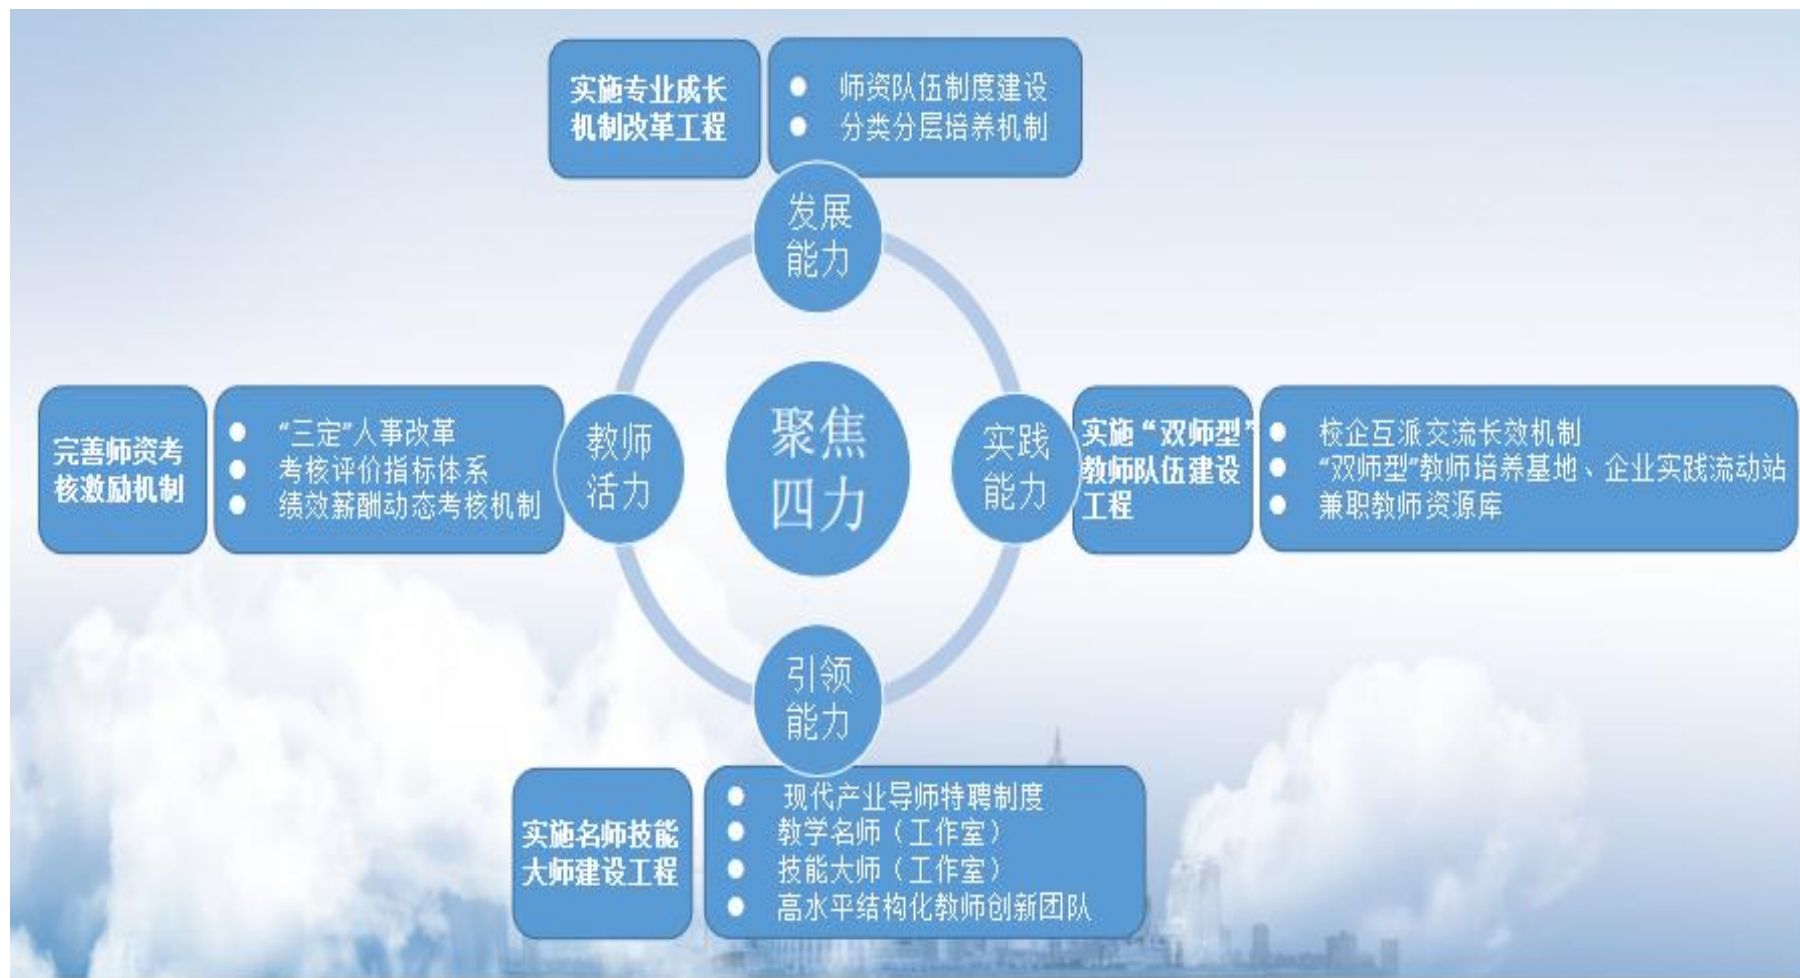 实施专业成长
机制改革工程
● 师资队伍制度建设
● 分类分层培养机制
发展
能力
完善师资考
核激励机制
● “三定”人事改革
● 考核评价指标体系
● 绩效薪酬动态考核机制
教师
活力
聚焦
四力
实践
能力
实施“双师型”
教师队伍建设
工程
● 校企互派交流长效机制
● “双师型”教师培养基地、企业实践流动站
● 兼职教师资源库
引领
能力
实施名师技能
大师建设工程
● 现代产业导师特聘制度
● 教学名师（工作室）
● 技能大师（工作室）
● 高水平结构化教师创新团队